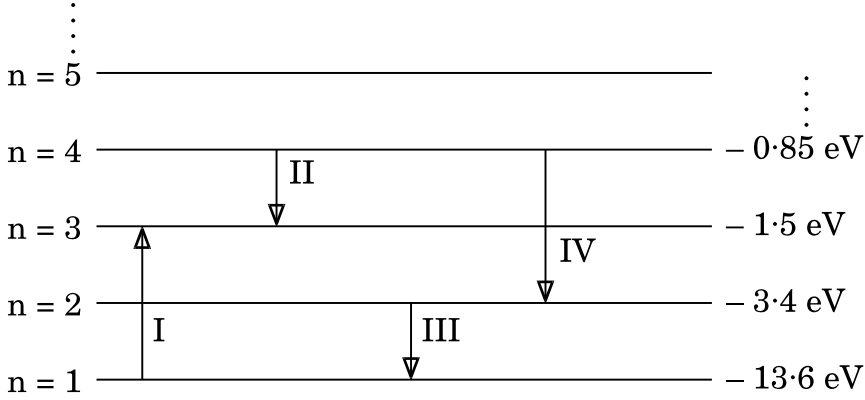 n = 5
n = 4 – 0·85 eV
II
n = 3 – 1·5 eV
IV
n = 2 – 3·4 eV
I III
n = 1 – 13·6 eV